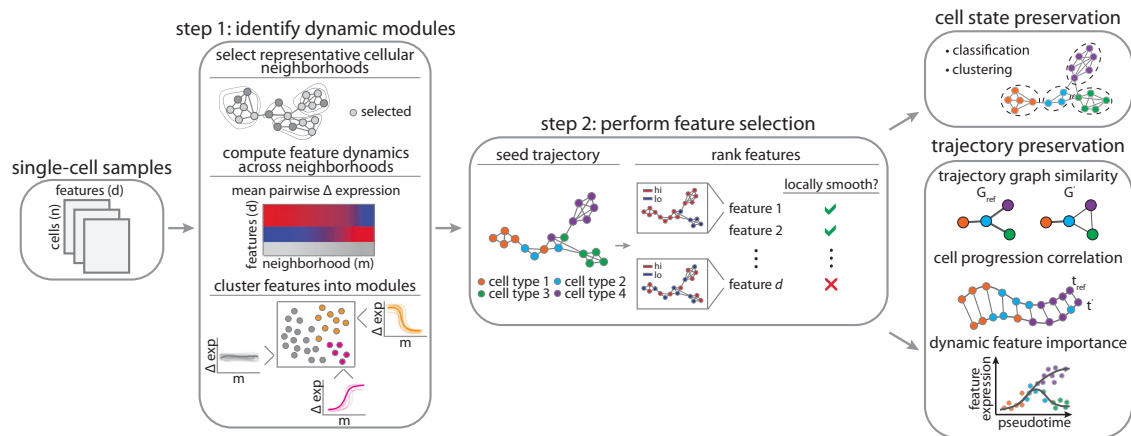 single-cell samples
features (d)
cells (n)
step 1: identify dynamic modules
select representative cellular
neighborhoods
selected
compute feature dynamics
across neighborhoods
mean pairwise Δ expression
features (d)
neighborhood (m)
cluster features into modules
Δ exp
m
Δ exp
m
Δ exp
m
step 2: perform feature selection
seed trajectory
cell type 1
cell type 2
cell type 3
cell type 4
rank features
locally smooth?
hi
lo
feature 1
feature 2
hi
lo
feature d
cell state preservation
• classification
• clustering
trajectory preservation
trajectory graph similarity
G ref
G'
cell progression correlation
t ref
t'
dynamic feature importance
feature
expression
pseudotime